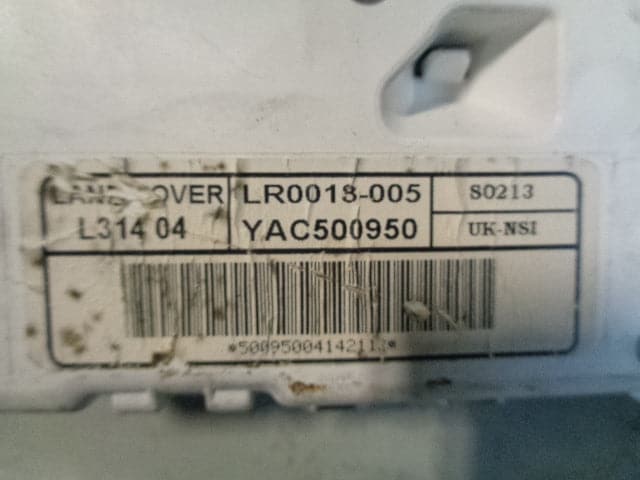 LAND ROVER
L314 04
LR0018-005
YAC500950
S0213
UK-NSI